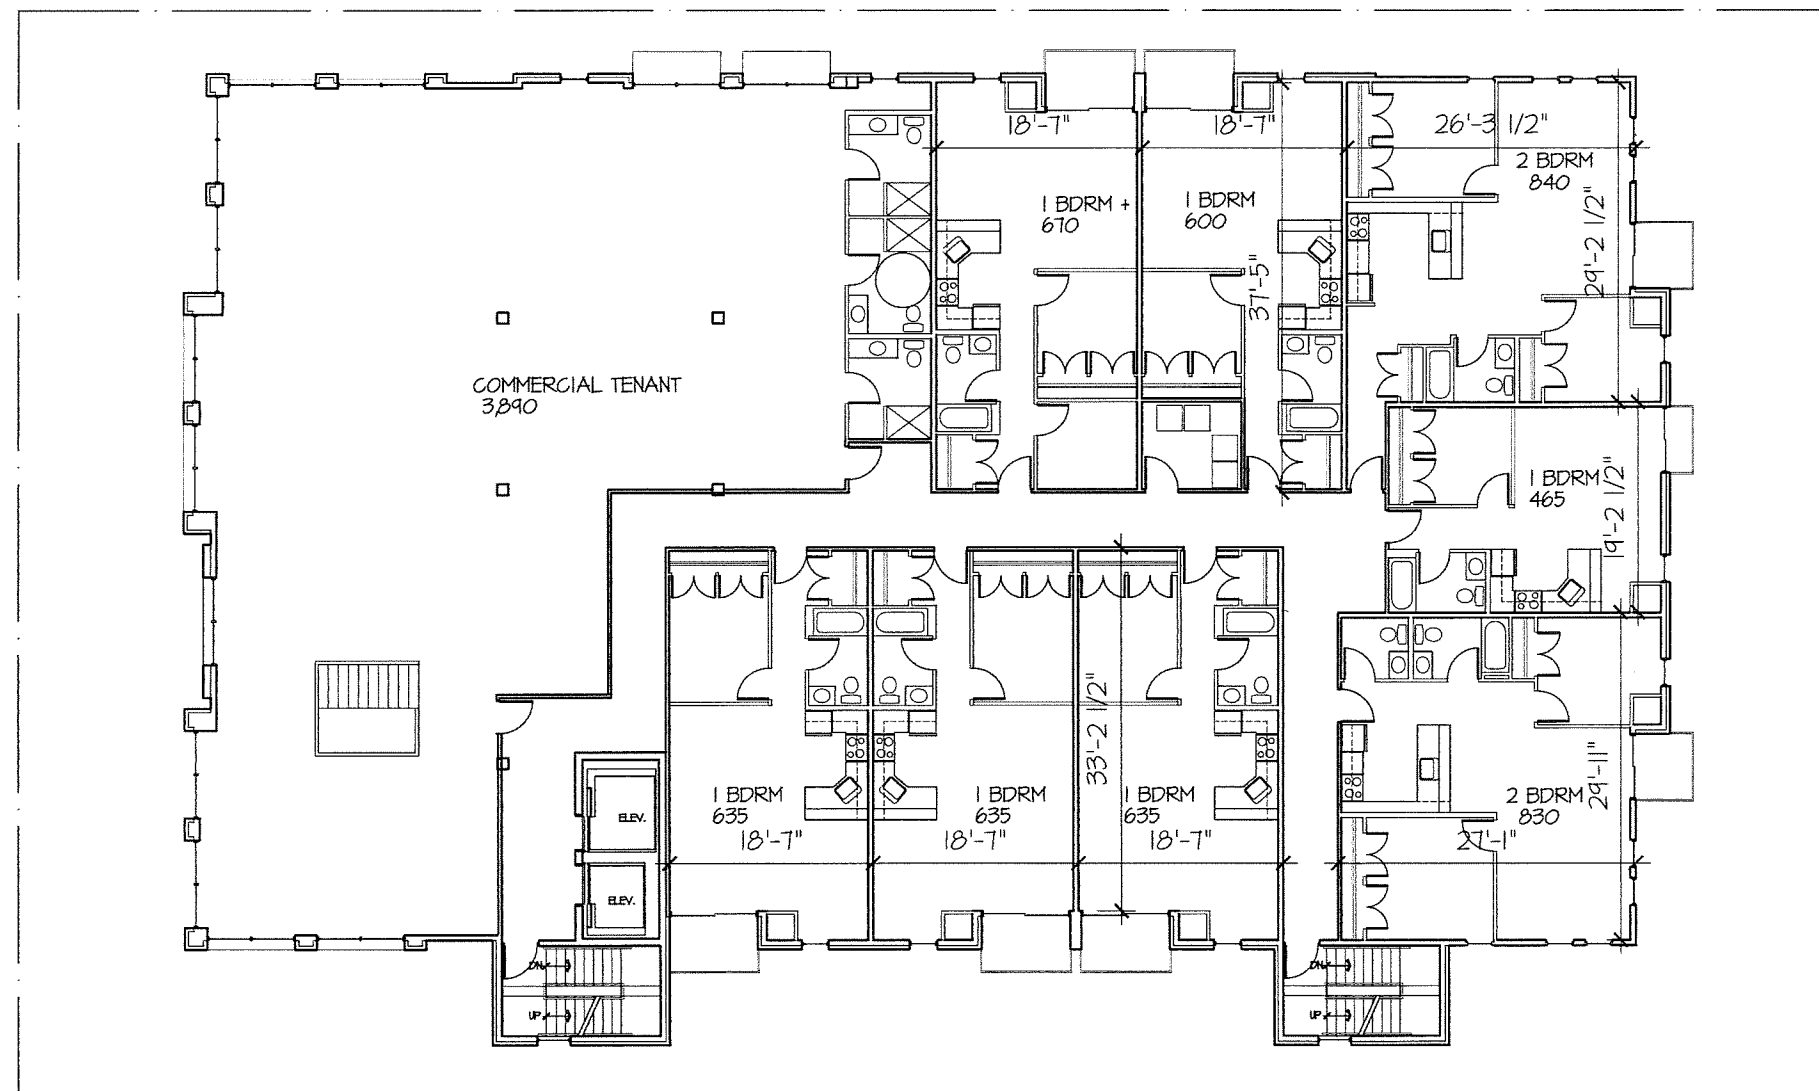 18'-7"
18'-7"
26'-3 1/2"
2 BDRM
840
1 BDRM +
670
1 BDRM
600
29'-2 1/2"
37'-5"
COMMERCIAL TENANT
3,890
1 BDRM
465
19'-2 1/2"
33'-2 1/2"
29'-11"
1 BDRM
635
18'-7"
1 BDRM
635
18'-7"
1 BDRM
635
18'-7"
2 BDRM
830
27'-1"
ELEV.
ELEV.
DN
UP
DN
UP